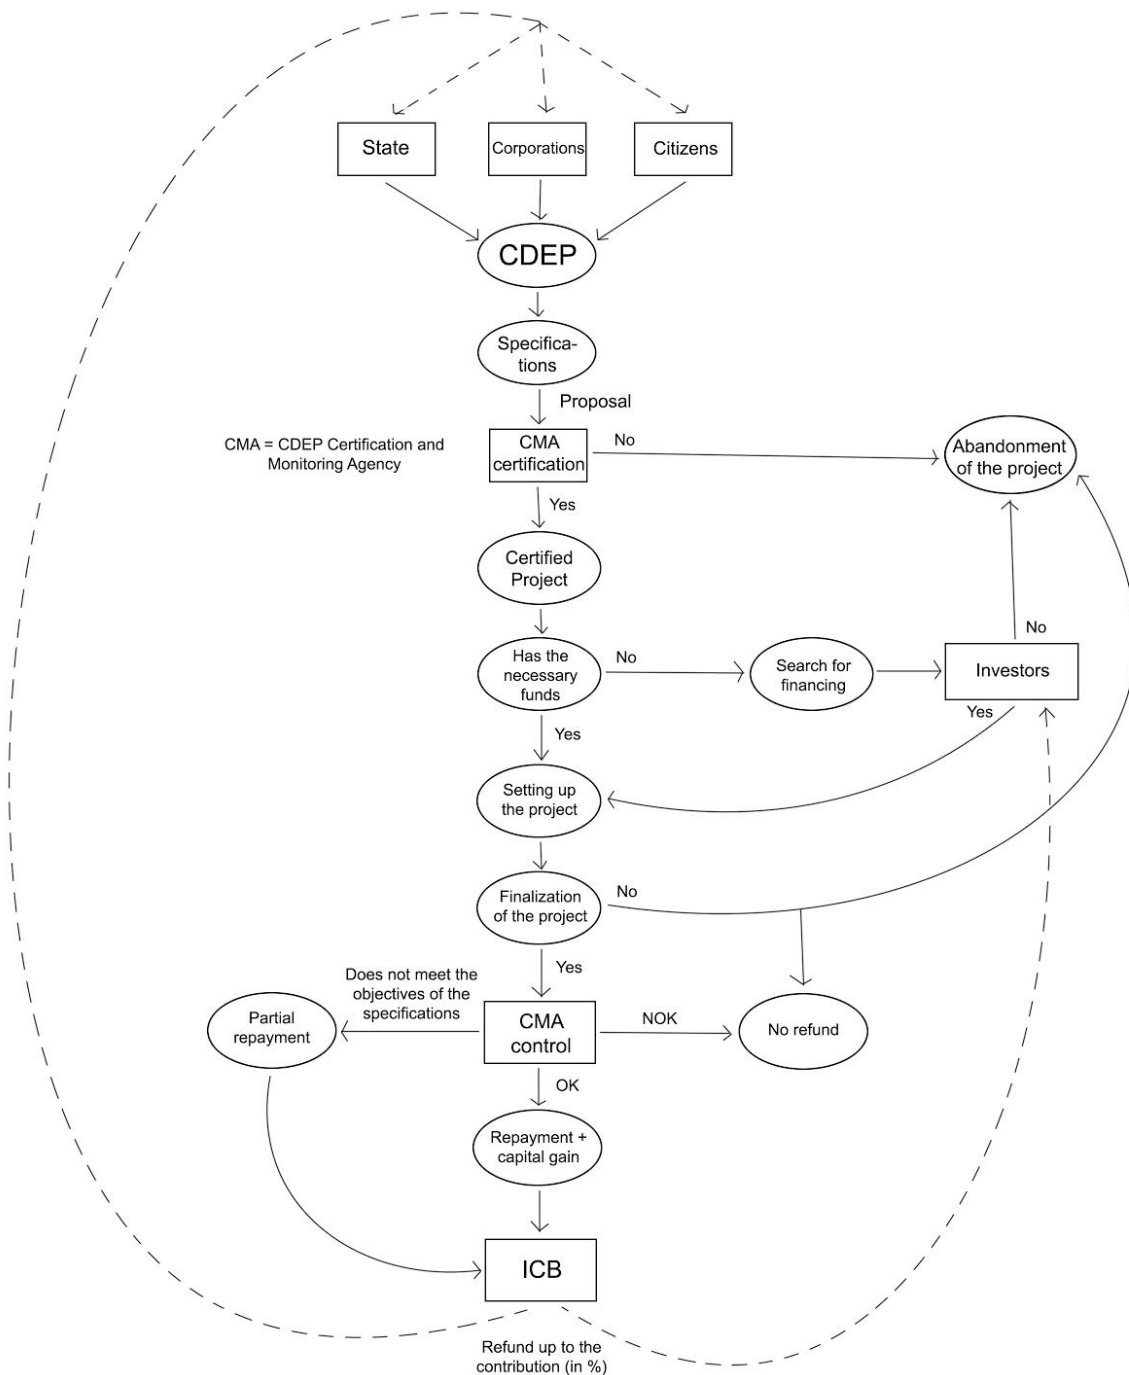 State
Corporations
Citizens
CDEP
Specifica-
tions
Proposal
CMA = CDEP Certification and
Monitoring Agency
CMA
certification
No
Abandonment
of the project
Yes
Certified
Project
Has the
necessary
funds
No
Search for
financing
Investors
No
Yes
Yes
Setting up
the project
Finalization
of the project
No
Yes
Does not meet the
objectives of the
specifications
Partial
repayment
CMA
control
NOK
No refund
OK
Repayment +
capital gain
ICB
Refund up to the
contribution (in %)